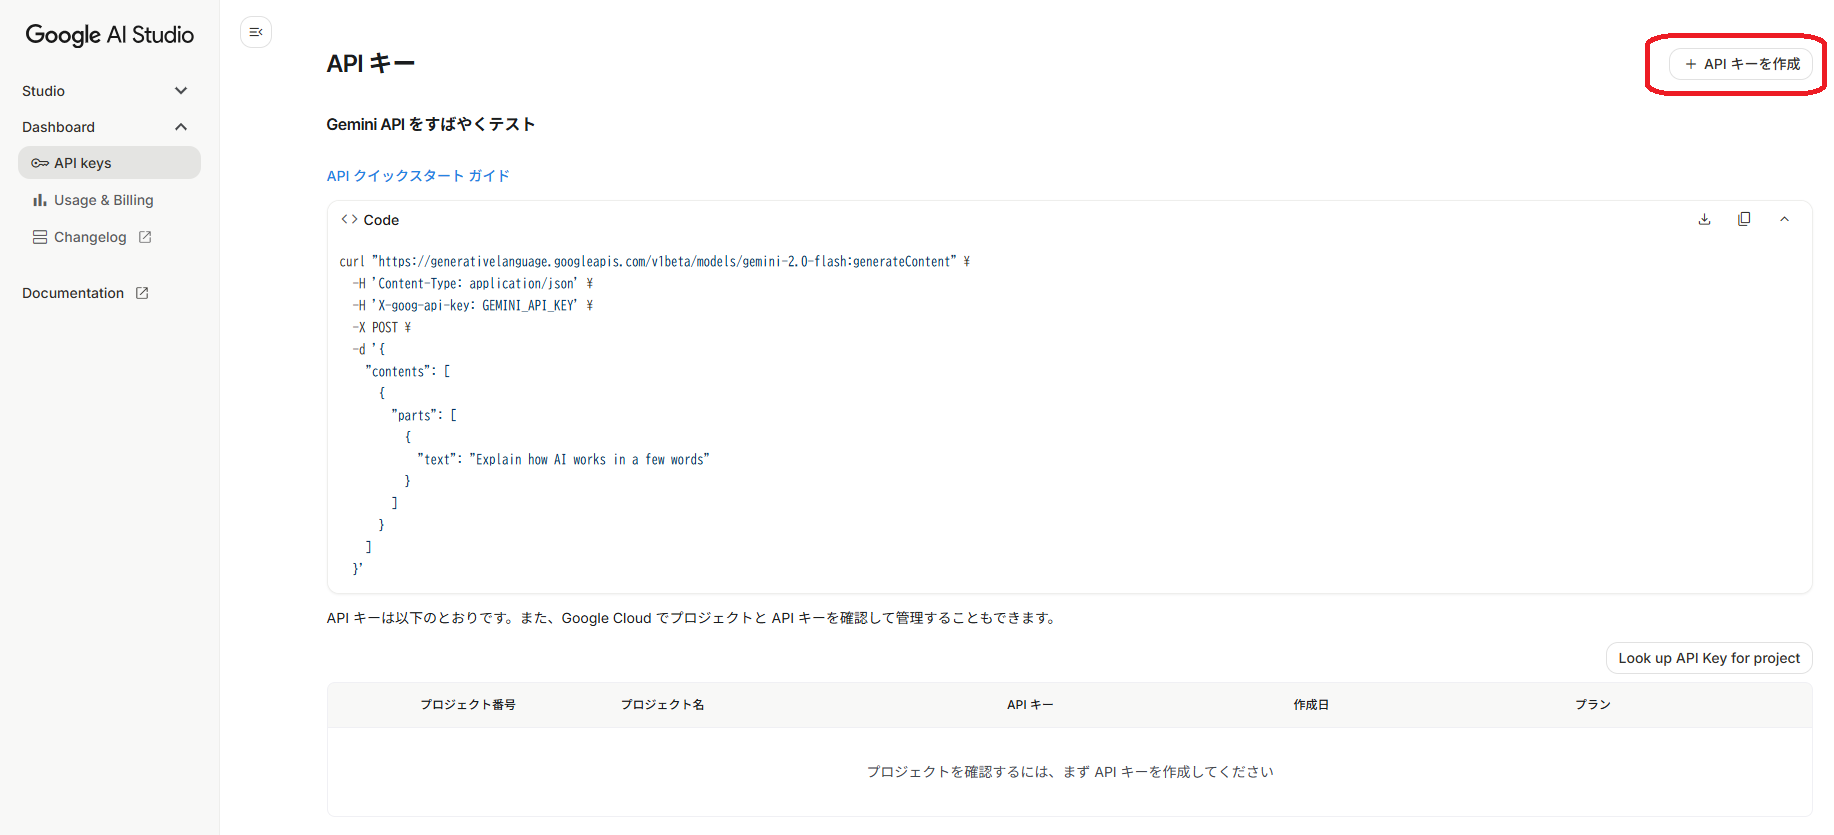 Google AI Studio
Studio
Dashboard
API keys
Usage & Billing
Changelog
Documentation
API キー
+ API キーを作成
Gemini API をすばやくテスト
API クイックスタート ガイド
<> Code
curl "https://generativelanguage.googleapis.com/v1beta/models/gemini-2.0-flash:generateContent" ¥
  -H 'Content-Type: application/json' ¥
  -H 'X-goog-api-key: GEMINI_API_KEY' ¥
  -X POST ¥
  -d '{
    "contents": [
      {
        "parts": [
          {
            "text": "Explain how AI works in a few words"
          }
        ]
      }
    ]
  }'
API キーは以下のとおりです。また、Google Cloud でプロジェクトと API キーを確認して管理することもできます。
Look up API Key for project
プロジェクト番号 プロジェクト名 API キー 作成日 プラン
プロジェクトを確認するには、まず API キーを作成してください